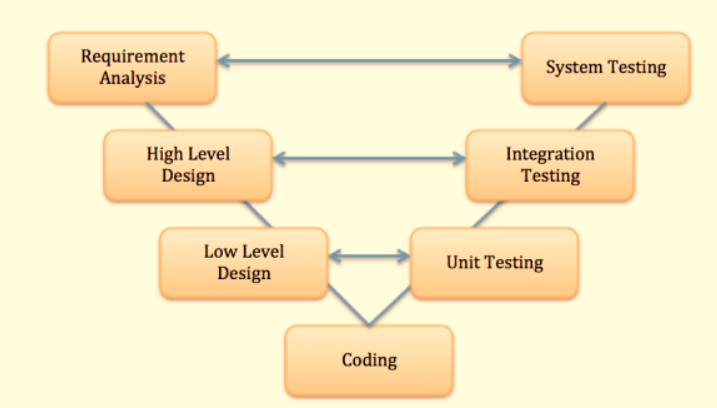 Requirement
Analysis
System Testing
High Level
Design
Integration
Testing
Low Level
Design
Unit Testing
Coding